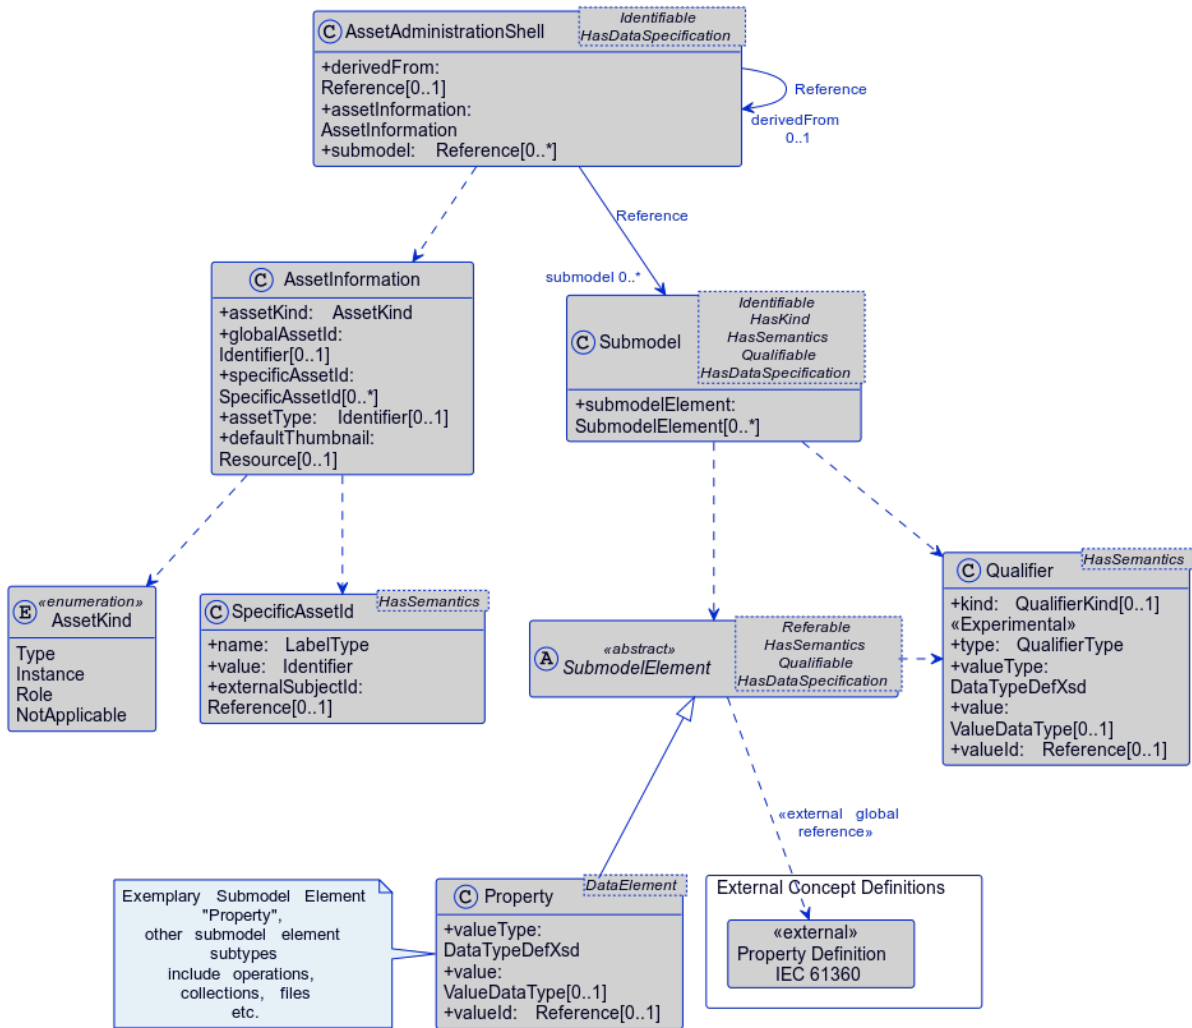 C AssetAdministrationShell
Identifiable
HasDataSpecification
+derivedFrom:
Reference[0..1]
+assetInformation:
AssetInformation
+submodel: Reference[0..*]
Reference
derivedFrom
0..1
Reference
submodel 0..*
C AssetInformation
+assetKind: AssetKind
+globalAssetId:
Identifier[0..1]
+specificAssetId:
SpecificAssetId[0..*]
+assetType: Identifier[0..1]
+defaultThumbnail:
Resource[0..1]
C Submodel
Identifiable
HasKind
HasSemantics
Qualifiable
HasDataSpecification
+submodelElement:
SubmodelElement[0..*]
E «enumeration»
AssetKind
Type
Instance
Role
NotApplicable
C SpecificAssetId
HasSemantics
+name: LabelType
+value: Identifier
+externalSubjectId:
Reference[0..1]
A «abstract»
SubmodelElement
Referable
HasSemantics
Qualifiable
HasDataSpecification
C Qualifier
HasSemantics
+kind: QualifierKind[0..1]
«Experimental»
+type: QualifierType
+valueType:
DataTypeDefXsd
+value:
ValueDataType[0..1]
+valueId: Reference[0..1]
«external global
reference»
Exemplary Submodel Element
"Property",
other submodel element
subtypes
include operations,
collections, files
etc.
C Property
DataElement
+valueType:
DataTypeDefXsd
+value:
ValueDataType[0..1]
+valueId: Reference[0..1]
External Concept Definitions
«external»
Property Definition
IEC 61360